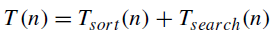 T(n) = T_{sort}(n) + T_{search}(n)